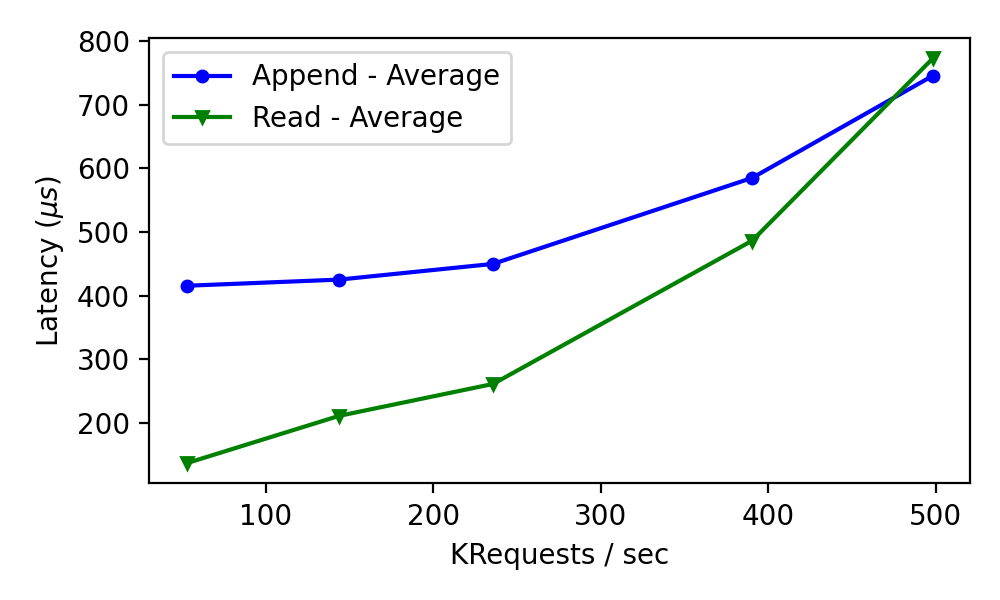 800
700
600
500
400
300
200
Latency (μs)
Append - Average
Read - Average
100 200 300 400 500
KRequests / sec